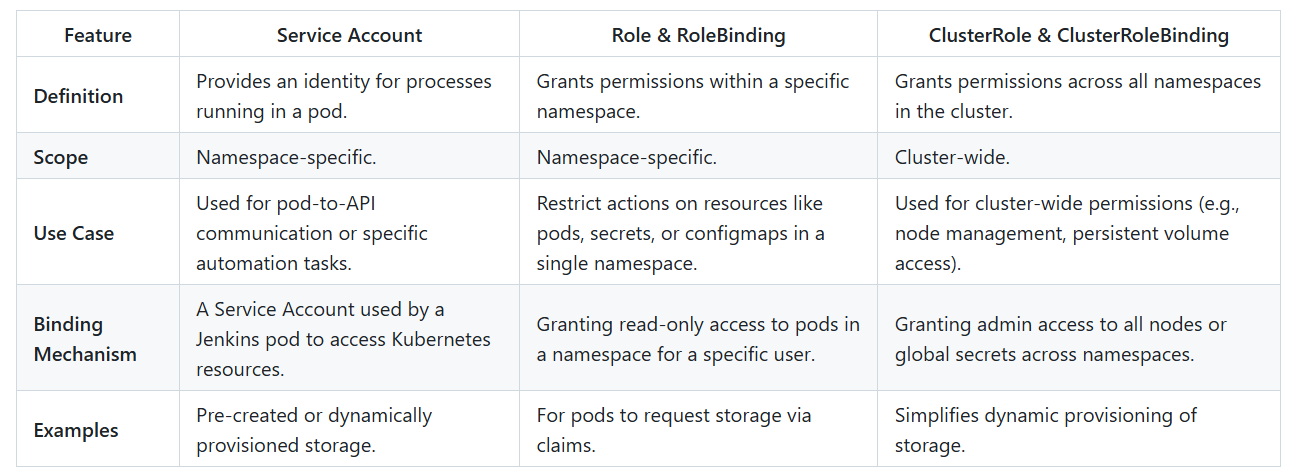 Feature
Service Account
Role & RoleBinding
ClusterRole & ClusterRoleBinding
Definition
Provides an identity for processes
running in a pod.
Grants permissions within a specific
namespace.
Grants permissions across all namespaces
in the cluster.
Scope
Namespace-specific.
Namespace-specific.
Cluster-wide.
Use Case
Used for pod-to-API
communication or specific
automation tasks.
Restrict actions on resources like
pods, secrets, or configmaps in a
single namespace.
Used for cluster-wide permissions (e.g.,
node management, persistent volume
access).
Binding
Mechanism
A Service Account used by a
Jenkins pod to access Kubernetes
resources.
Granting read-only access to pods in
a namespace for a specific user.
Granting admin access to all nodes or
global secrets across namespaces.
Examples
Pre-created or dynamically
provisioned storage.
For pods to request storage via
claims.
Simplifies dynamic provisioning of
storage.